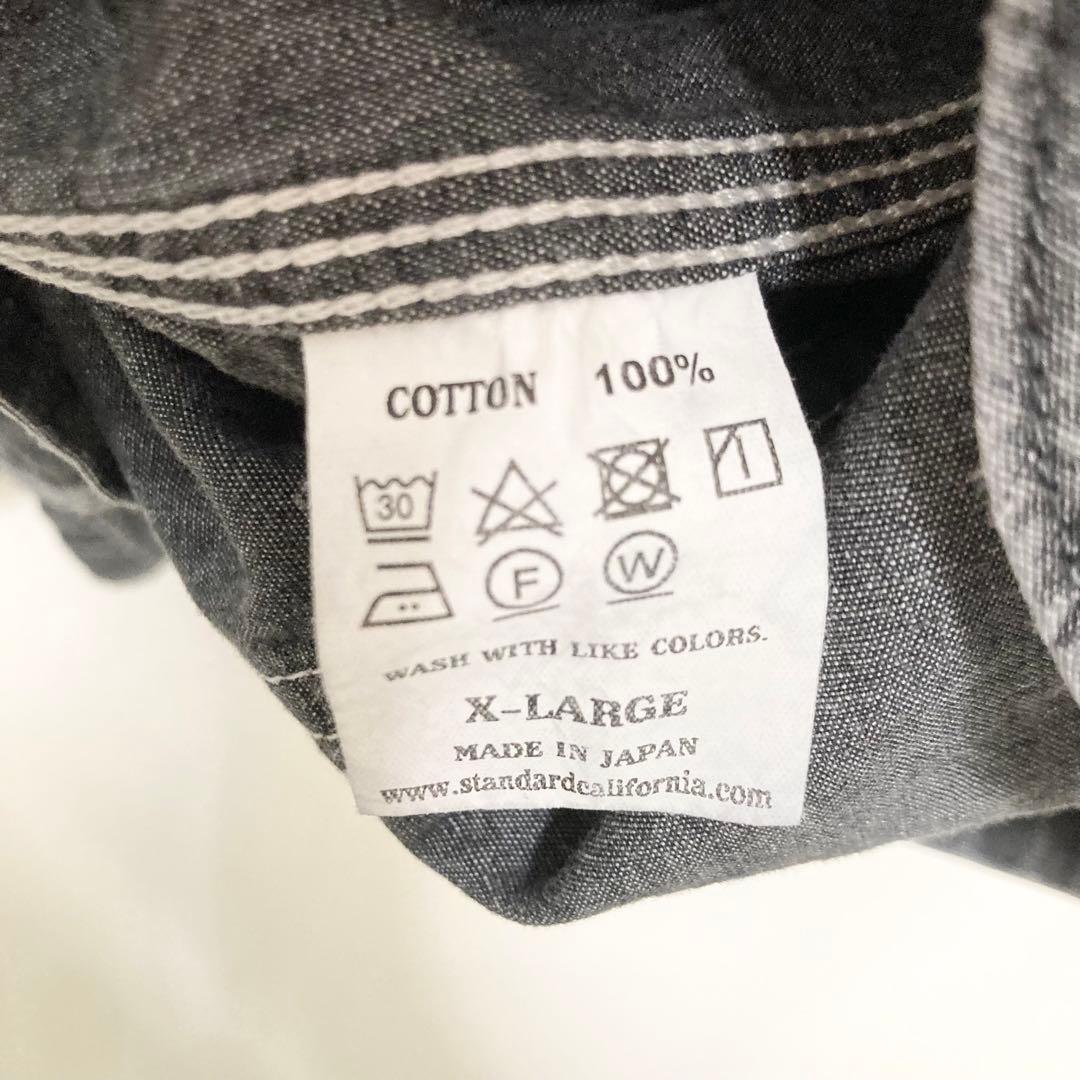 COTTON 100%
30
F W
WASH WITH LIKE COLORS.
X-LARGE
MADE IN JAPAN
www.standardcalifornia.com